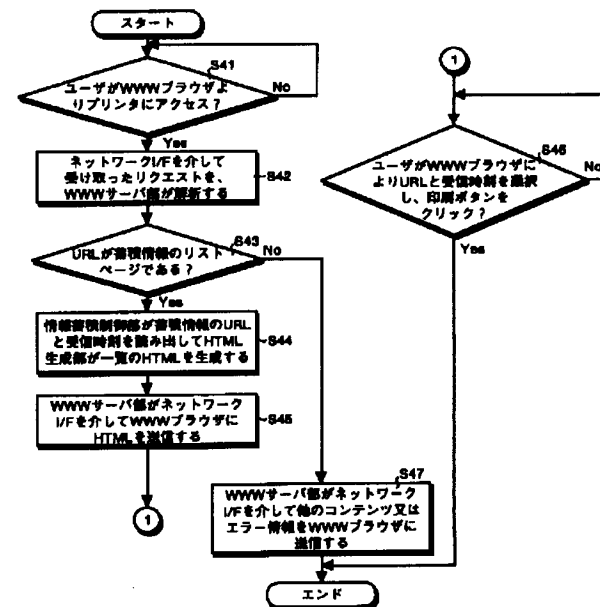 スタート
S41
ユーザがWWWブラウザよ
りプリンタにアクセス？
No
Yes
ネットワークI/Fを介して
受け取ったリクエストを、
WWWサーバ部が解析する
S42
S43
URLが蓄積情報のリスト
ページである？
No
Yes
情報蓄積制御部が蓄積情報のURL
と受信時刻を読み出してHTML
生成部が一覧のHTMLを生成する
S44
WWWサーバ部がネットワーク
I/Fを介してWWWブラウザに
HTMLを送信する
S45
1
1
S46
ユーザがWWWブラウザに
よりURLと受信時刻を選択
し、印刷ボタンを
クリック？
No
Yes
S47
WWWサーバ部がネットワーク
I/Fを介して他のコンテンツ又は
エラー情報をWWWブラウザに
送信する
エンド